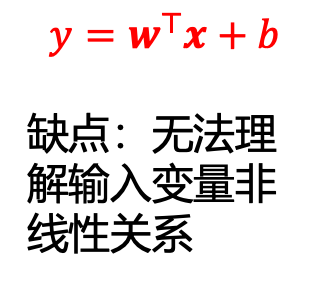 y = w⊤x + b
缺点：无法理
解输入变量非
线性关系